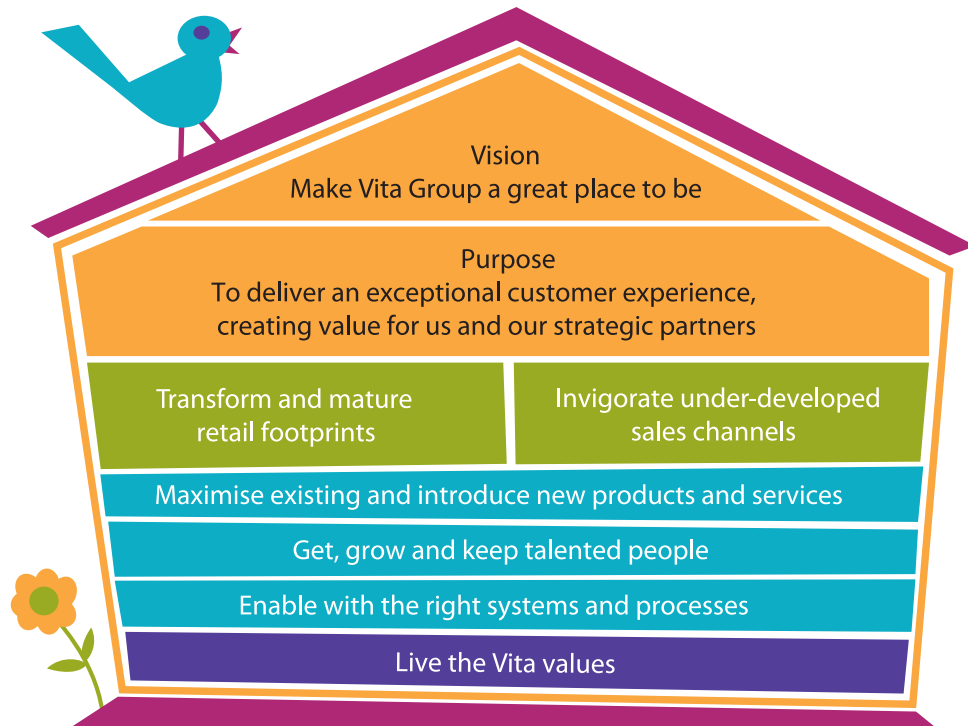 Vision
Make Vita Group a great place to be
Purpose
To deliver an exceptional customer experience,
creating value for us and our strategic partners
Transform and mature
retail footprints
Invigorate under-developed
sales channels
Maximise existing and introduce new products and services
Get, grow and keep talented people
Enable with the right systems and processes
Live the Vita values